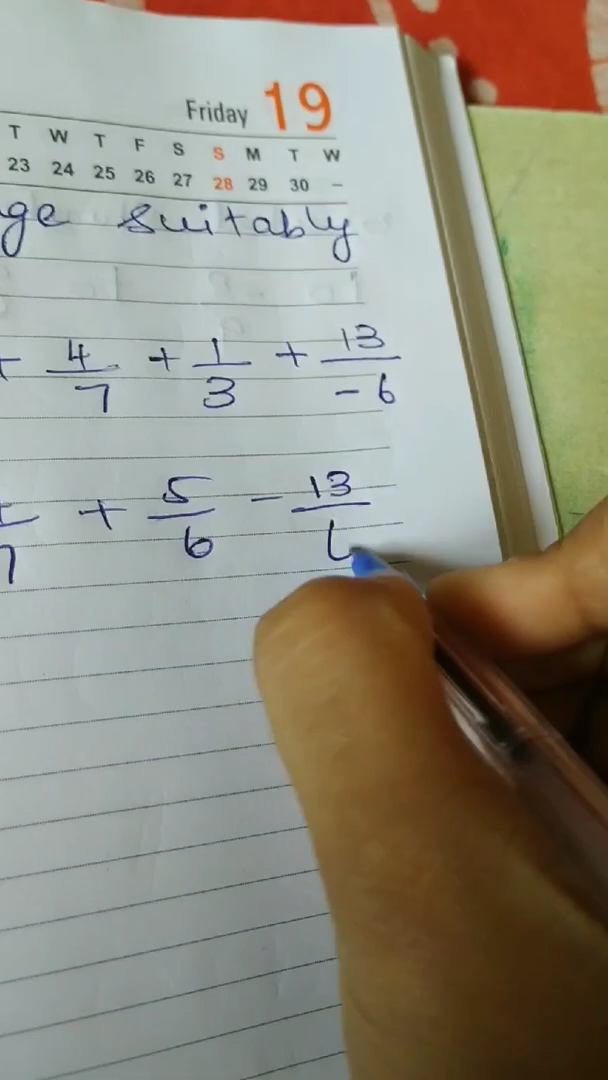 Friday 19
T W T F S S M T W
23 24 25 26 27 28 29 30 –
ge suitably
+ 4/7 + 1/3 + 13/-6
/7 + 5/6 - 13/